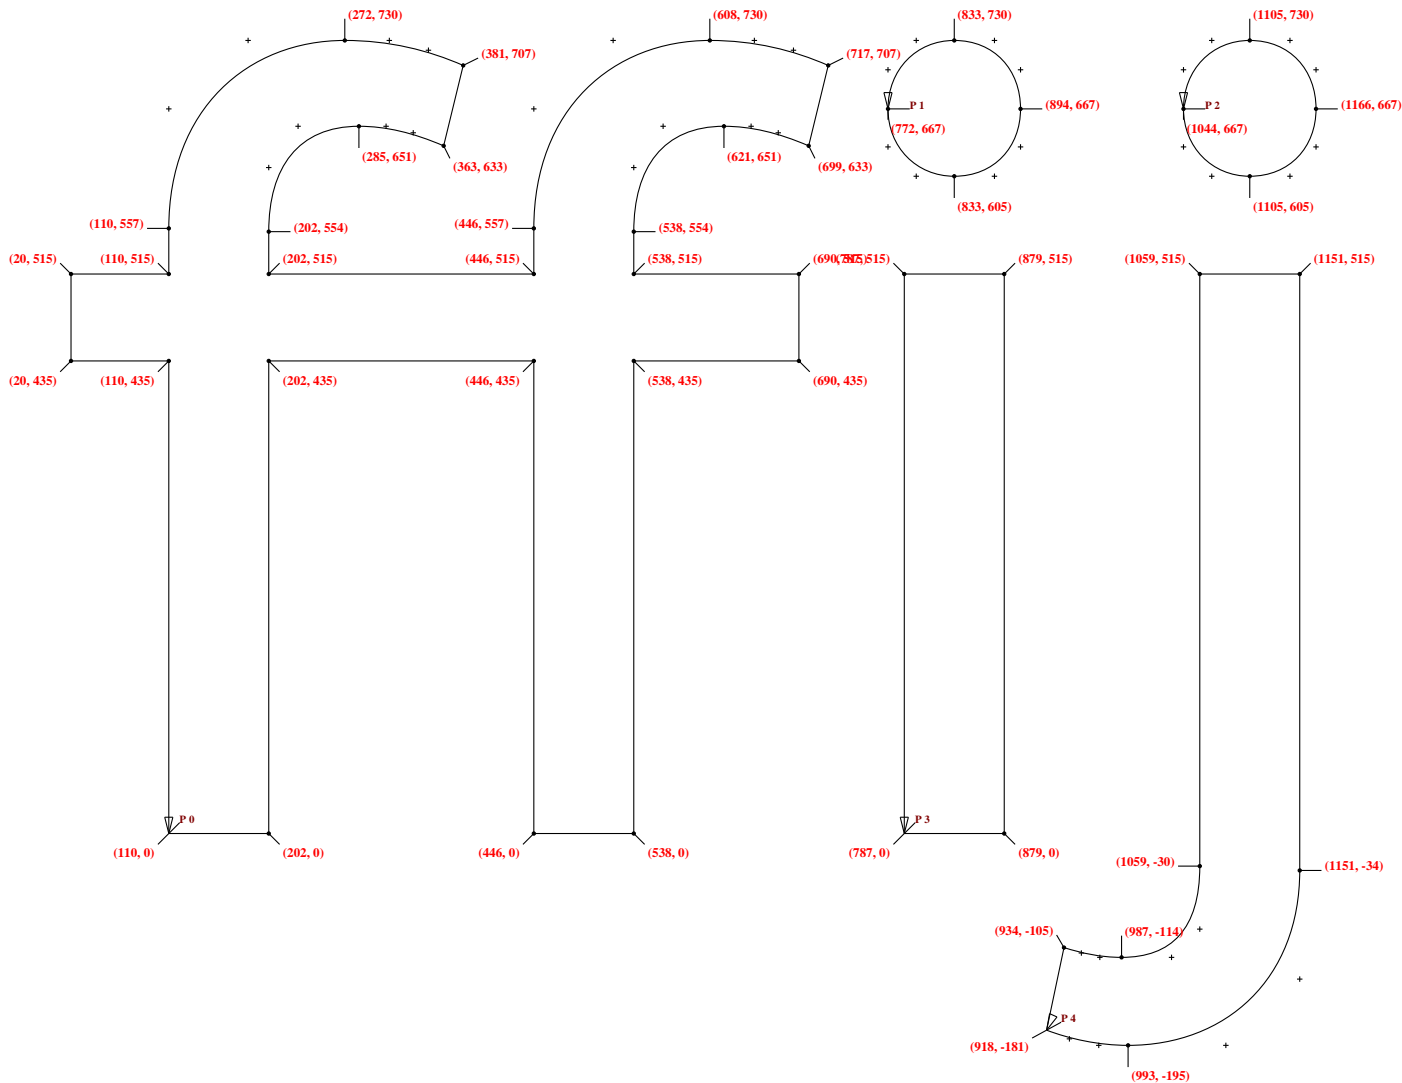 (272, 730) (608, 730) (833, 730) (1105, 730)
(381, 707) (717, 707)
P 1 P 2
(894, 667) (1166, 667)
(772, 667) (1044, 667)
(285, 651) (621, 651)
(363, 633) (699, 633)
(833, 605) (1105, 605)
(110, 557) (202, 554) (446, 557) (538, 554)
(20, 515) (110, 515) (202, 515) (446, 515) (538, 515) (690, 515) (787, 515) (879, 515) (1059, 515) (1151, 515)
(20, 435) (110, 435) (202, 435) (446, 435) (538, 435) (690, 435)
P 0 P 3
(110, 0) (202, 0) (446, 0) (538, 0) (787, 0) (879, 0)
(1059, -30) (1151, -34)
(934, -105) (987, -114)
P 4
(918, -181)
(993, -195)